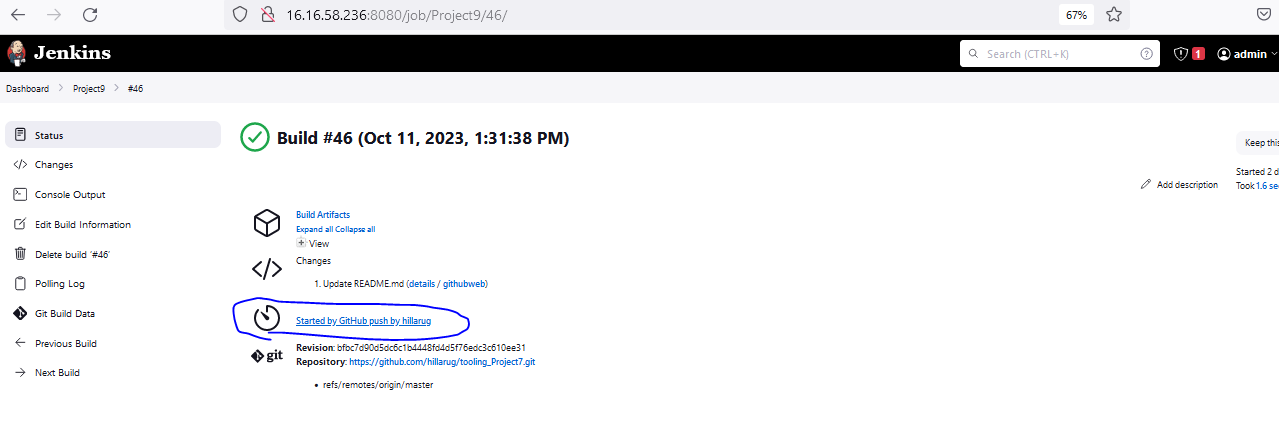 16.16.58.236:8080/job/Project9/46/
67%
Jenkins
Search (CTRL+K)
1
admin
Dashboard
Project9
#46
Status
Changes
Console Output
Edit Build Information
Delete build '#46'
Polling Log
Git Build Data
Previous Build
Next Build
Build #46 (Oct 11, 2023, 1:31:38 PM)
Keep this
Started 2 d
Add description
Took 1.6 se
Build Artifacts
Expand all Collapse all
View
Changes
1. Update README.md (details / githubweb)
Started by GitHub push by hillarug
git
Revision: bfbc7d90d5dc6c1b4448fd4d5f76edc3c610ee31
Repository: https://github.com/hillarug/tooling_Project7.git
• refs/remotes/origin/master